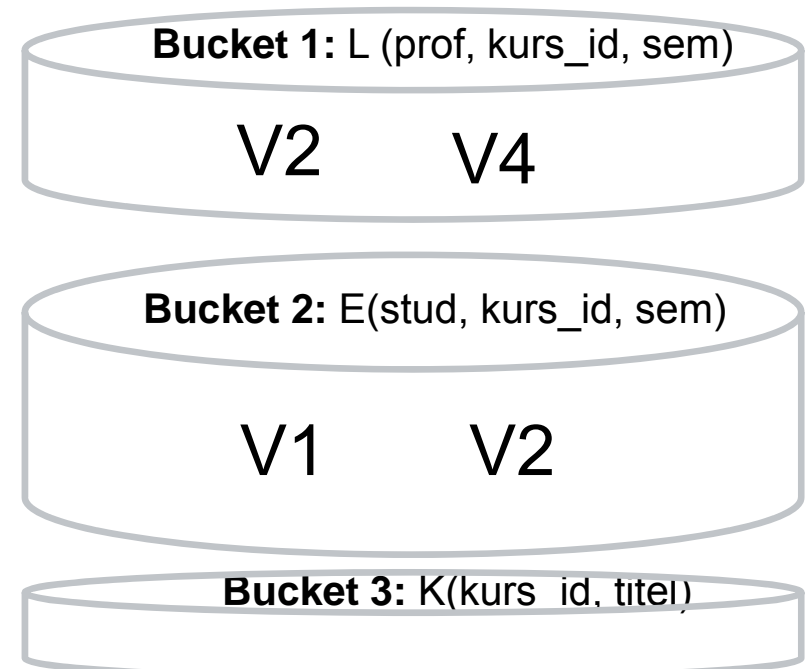 Bucket 1: L (prof, kurs_id, sem)
V2 V4
Bucket 2: E(stud, kurs_id, sem)
V1 V2
Bucket 3: K(kurs_id, titel)